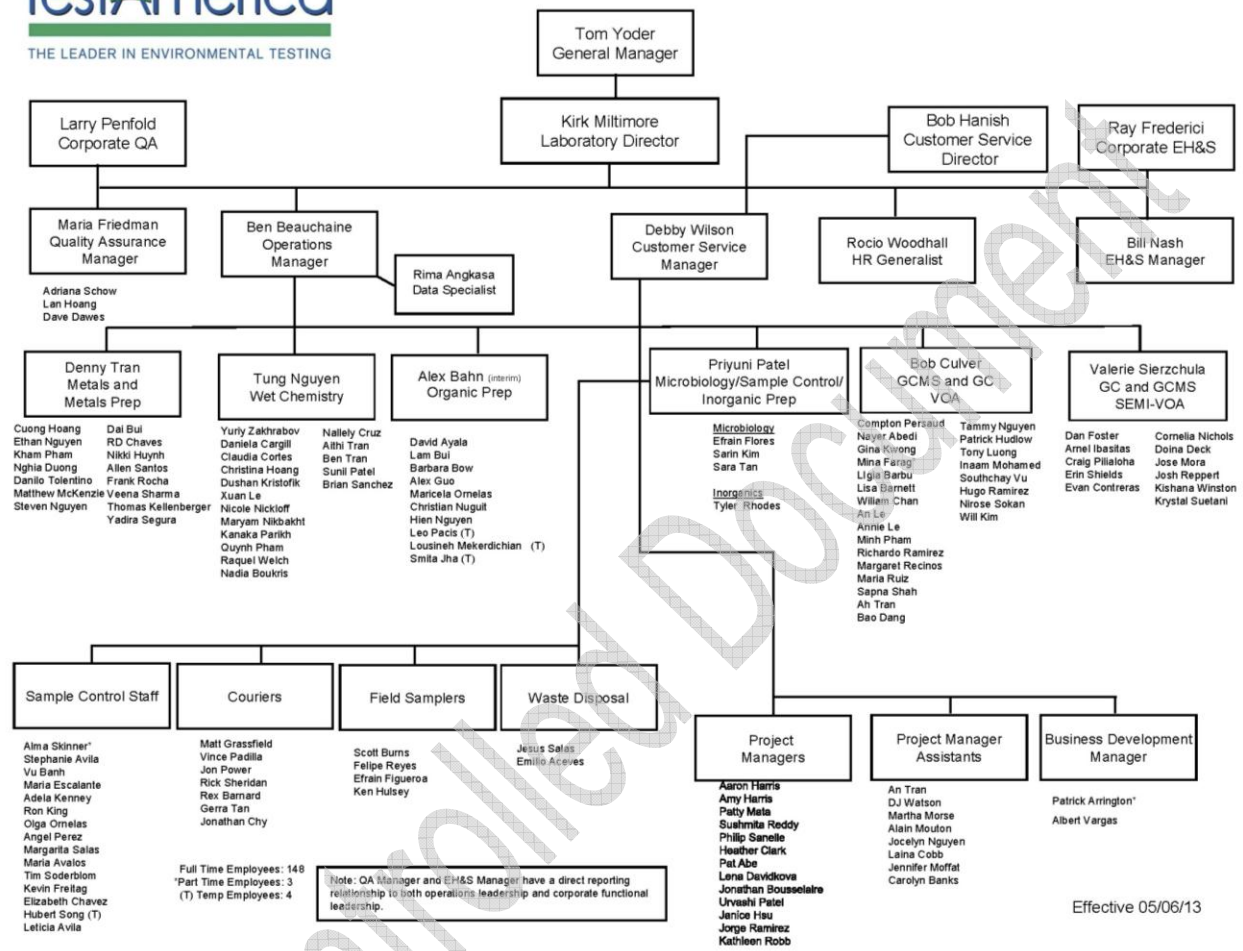 TestAmerica
THE LEADER IN ENVIRONMENTAL TESTING
Tom Yoder
General Manager
Kirk Miltimore
Laboratory Director
Larry Penfold
Corporate QA
Bob Hanish
Customer Service
Director
Ray Frederici
Corporate EH&S
Maria Friedman
Quality Assurance
Manager
Adriana Schow
Lan Hoang
Dave Dawes
Ben Beauchaine
Operations
Manager
Rima Angkasa
Data Specialist
Debby Wilson
Customer Service
Manager
Rocio Woodhall
HR Generalist
Bill Nash
EH&S Manager
Denny Tran
Metals and
Metals Prep
Cuong Hoang
Ethan Nguyen
Kham Pham
Nghia Duong
Danilo Tolentino
Matthew McKenzie
Steven Nguyen
Dai Bui
RD Chaves
Nikki Huynh
Allen Santos
Frank Rocha
Veena Sharma
Thomas Kellenberger
Yadira Segura
Tung Nguyen
Wet Chemistry
Yuriy Zakhrabov
Daniela Cargill
Claudia Cortes
Christina Hoang
Dushan Kristofik
Xuan Le
Nicole Nickloff
Maryam Nikbakht
Kanaka Parikh
Quynh Pham
Raquel Welch
Nadia Boukris
Nallely Cruz
Aithi Tran
Ben Tran
Sunil Patel
Brian Sanchez
Alex Bahn (interim)
Organic Prep
David Ayala
Lam Bui
Barbara Bow
Alex Guo
Maricela Ornelas
Christian Nuguit
Hien Nguyen
Leo Pacis (T)
Lousineh Mekerdichian (T)
Smita Jha (T)
Priyuni Patel
Microbiology/Sample Control/
Inorganic Prep
Microbiology
Efrain Flores
Sarin Kim
Sara Tan
Inorganics
Tyler Rhodes
Bob Culver
GCMS and GC
VOA
Compton Persaud
Nayer Abedi
Gina Kwong
Mina Farag*
Ligia Barbu
Lisa Barnett
Wiliam Chan
An Le
Annie Le
Minh Pham
Richardo Ramirez
Margaret Recinos
Maria Ruiz
Sapna Shah
Ah Tran
Bao Dang
Tammy Nguyen
Patrick Hudlow
Tony Luong
Inaam Mohamed
Southchay Vu
Hugo Ramirez
Nirose Sokan
Will Kim
Valerie Sierzchula
GC and GCMS
SEMI-VOA
Dan Foster
Arnel Ibasitas
Craig Pilialoha
Erin Shields
Evan Contreras
Cornelia Nichols
Doina Deck
Jose Mora
Josh Reppert
Kishana Winston
Krystal Suetani
Sample Control Staff
Alma Skinner*
Stephanie Avila
Vu Banh
Maria Escalante
Adela Kenney
Ron King
Olga Ornelas
Angel Perez
Margarita Salas
Maria Avalos
Tim Soderblom
Kevin Freitag
Elizabeth Chavez
Hubert Song (T)
Leticia Avila
Couriers
Matt Grassfield
Vince Padilla
Jon Power
Rick Sheridan
Rex Barnard
Gerra Tan
Jonathan Chy
Field Samplers
Scott Burns
Felipe Reyes
Efrain Figueroa
Ken Hulsey
Waste Disposal
Jesus Salas
Emilio Aceves
Project
Managers
Aaron Harris
Amy Harris
Patty Mata
Sushmita Reddy
Philip Sanelle
Heather Clark
Pat Abe
Lena Davidkova
Jonathan Bousselaire
Urvashi Patel
Janice Hsu
Jorge Ramirez
Kathleen Robb
Project Manager
Assistants
An Tran
DJ Watson
Martha Morse
Alain Mouton
Jocelyn Nguyen
Laina Cobb
Jennifer Moffat
Carolyn Banks
Business Development
Manager
Patrick Arrington*
Albert Vargas
Full Time Employees: 148
*Part Time Employees: 3
(T) Temp Employees: 4
Note: QA Manager and EH&S Manager have a direct reporting
relationship to both operations leadership and corporate functional
leadership.
Effective 05/06/13
trolled Document